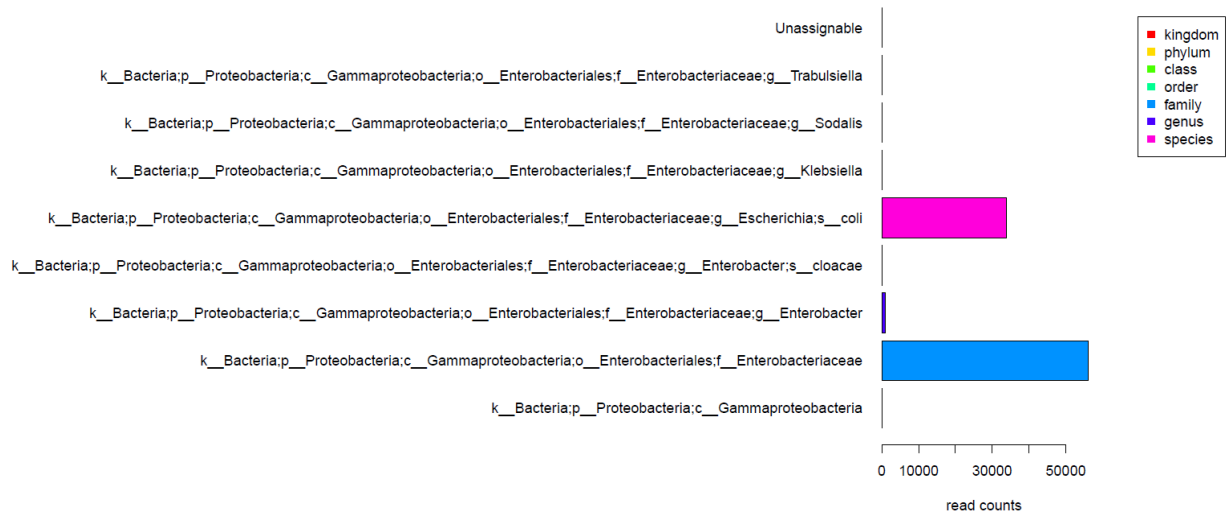 Unassignable
k__Bacteria;p__Proteobacteria;c__Gammaproteobacteria;o__Enterobacteriales;f__Enterobacteriaceae;g__Trabulsiella
k__Bacteria;p__Proteobacteria;c__Gammaproteobacteria;o__Enterobacteriales;f__Enterobacteriaceae;g__Sodalis
k__Bacteria;p__Proteobacteria;c__Gammaproteobacteria;o__Enterobacteriales;f__Enterobacteriaceae;g__Klebsiella
k__Bacteria;p__Proteobacteria;c__Gammaproteobacteria;o__Enterobacteriales;f__Enterobacteriaceae;g__Escherichia;s__coli
k__Bacteria;p__Proteobacteria;c__Gammaproteobacteria;o__Enterobacteriales;f__Enterobacteriaceae;g__Enterobacter;s__cloacae
k__Bacteria;p__Proteobacteria;c__Gammaproteobacteria;o__Enterobacteriales;f__Enterobacteriaceae;g__Enterobacter
k__Bacteria;p__Proteobacteria;c__Gammaproteobacteria;o__Enterobacteriales;f__Enterobacteriaceae
k__Bacteria;p__Proteobacteria;c__Gammaproteobacteria
0 10000 30000 50000
read counts
kingdom
phylum
class
order
family
genus
species